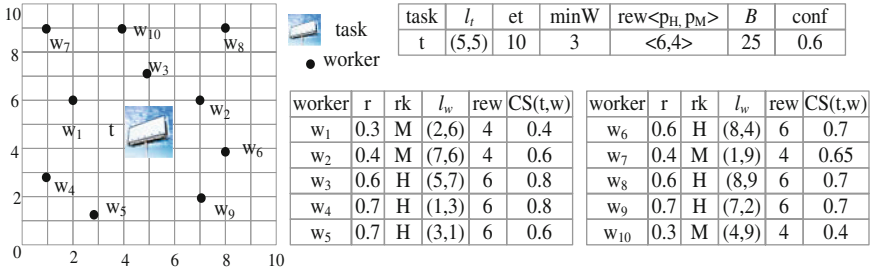 10
8
6
4
2
0
2
4
6
8
10
w7
w10
w8
w3
w1
t
w2
w6
w4
w5
w9
task
worker
task lt et minW rew<pH, pM> B conf
t (5,5) 10 3 <6,4> 25 0.6
worker r rk lw rew CS(t,w)
w1 0.3 M (2,6) 4 0.4
w2 0.4 M (7,6) 4 0.6
w3 0.6 H (5,7) 6 0.8
w4 0.7 H (1,3) 6 0.8
w5 0.7 H (3,1) 6 0.6
worker r rk lw rew CS(t,w)
w6 0.6 H (8,4) 6 0.7
w7 0.4 M (1,9) 4 0.65
w8 0.6 H (8,9 6 0.7
w9 0.7 H (7,2) 6 0.7
w10 0.3 M (4,9) 4 0.4